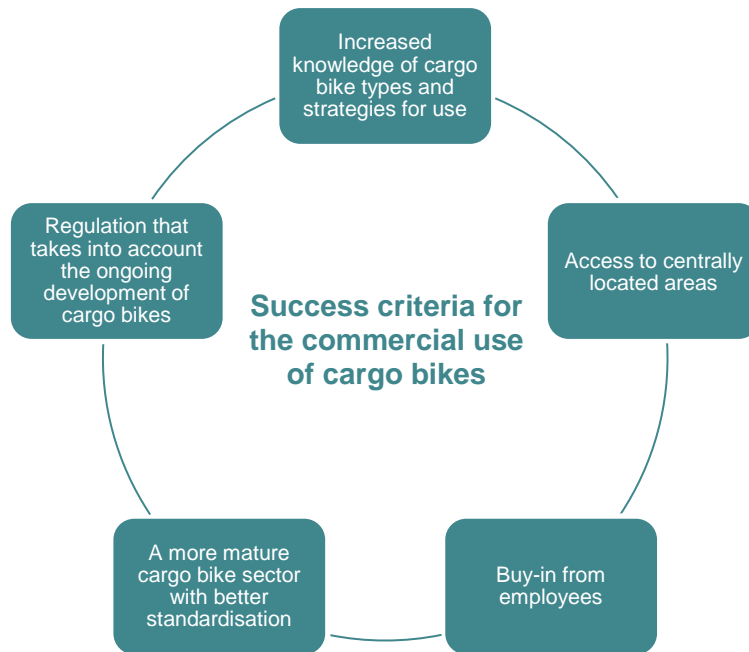 Increased
knowledge of cargo
bike types and
strategies for use
Regulation that
takes into account
the ongoing
development of
cargo bikes
Access to centrally
located areas
Success criteria for
the commercial use
of cargo bikes
A more mature
cargo bike sector
with better
standardisation
Buy-in from
employees